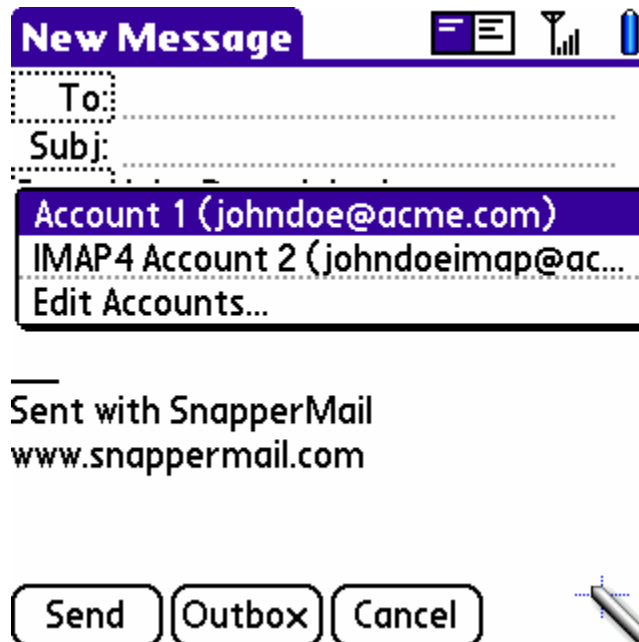 New Message
To:
Subj:
Account 1 (johndoe@acme.com)
IMAP4 Account 2 (johndoeimap@ac...
Edit Accounts...
Sent with SnapperMail
www.snappermail.com
Send Outbox Cancel